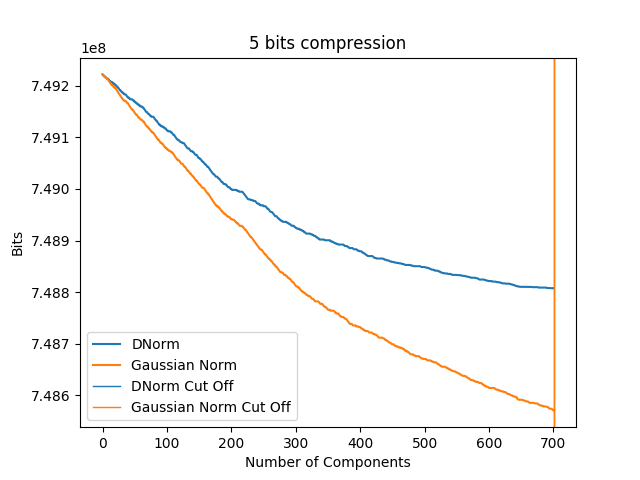 5 bits compression
1e8
7.492
7.491
7.490
7.489
7.488
7.487
7.486
Bits
DNorm
Gaussian Norm
DNorm Cut Off
Gaussian Norm Cut Off
0 100 200 300 400 500 600 700
Number of Components